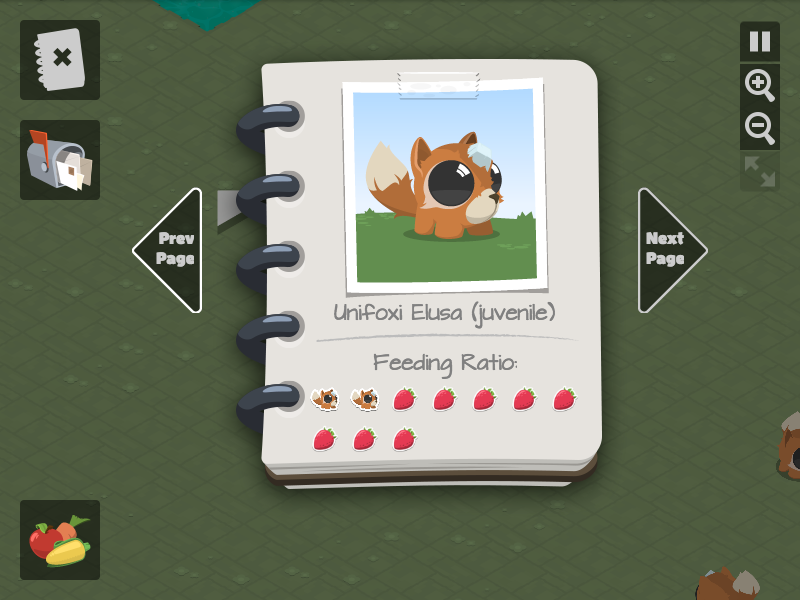 Prev
Page
Next
Page
Unifoxi Elusa (juvenile)
Feeding Ratio: